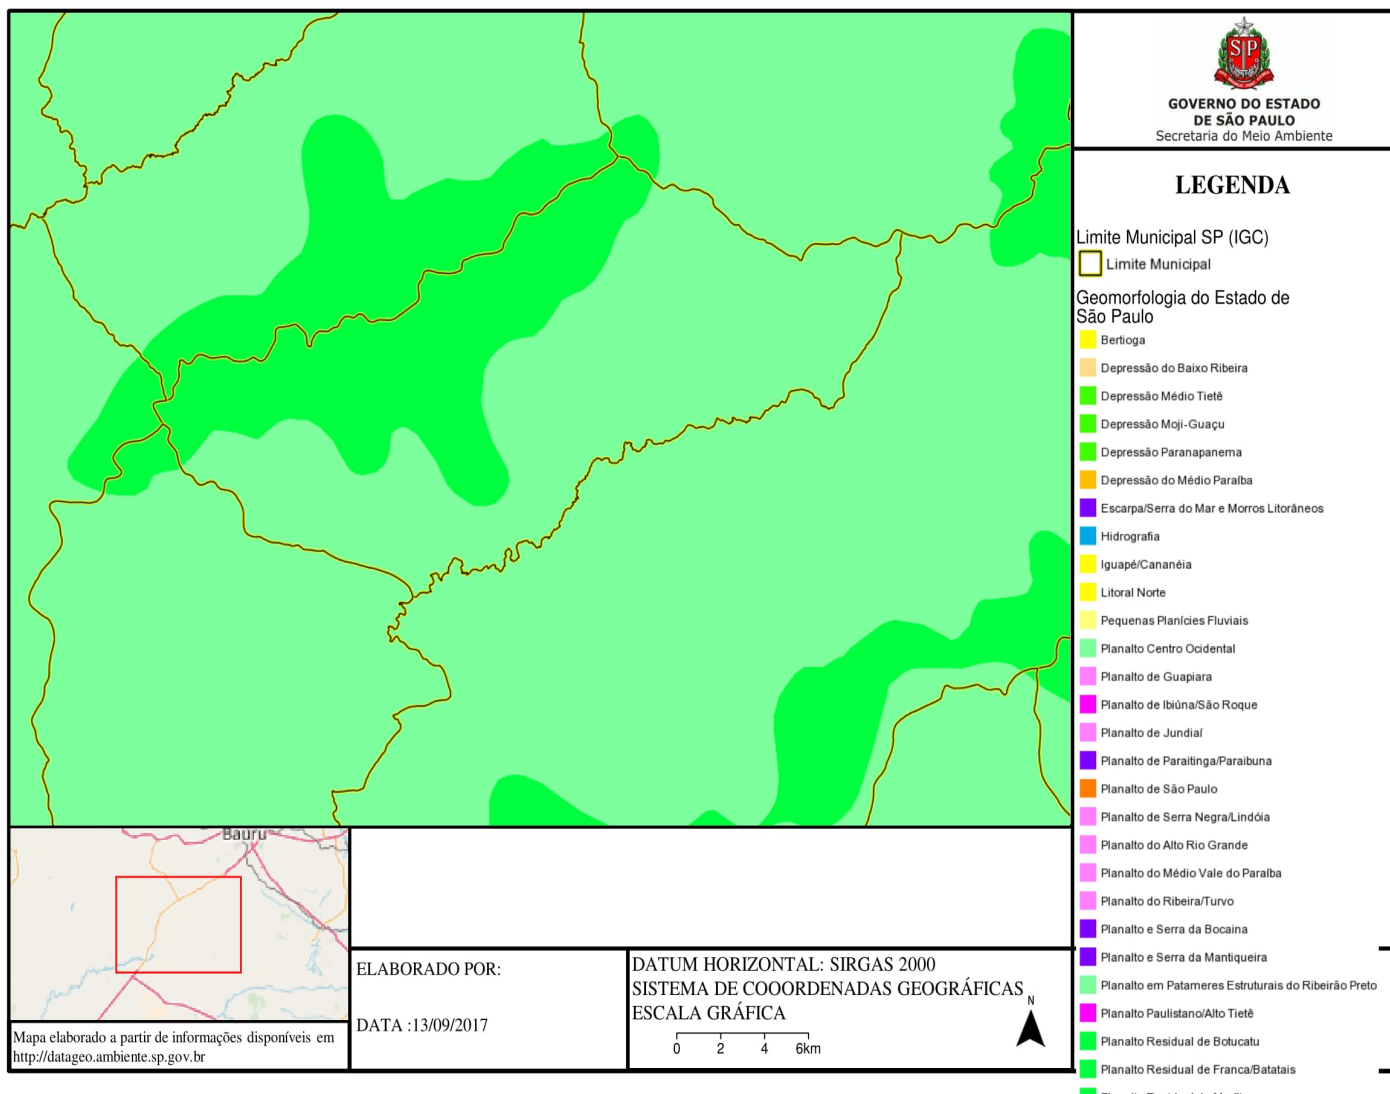 SP
GOVERNO DO ESTADO
DE SÃO PAULO
Secretaria do Meio Ambiente
LEGENDA
Limite Municipal SP (IGC)
Limite Municipal
Geomorfologia do Estado de
São Paulo
Bertioga
Depressão do Baixo Ribeira
Depressão Médio Tietê
Depressão Moji-Guaçu
Depressão Paranapanema
Depressão do Médio Paraíba
Escarpa/Serra do Mar e Morros Litorâneos
Hidrografia
Iguapé/Cananéia
Litoral Norte
Pequenas Planícies Fluviais
Planalto Centro Ocidental
Planalto de Guapiara
Planalto de Ibiúna/São Roque
Planalto de Jundiaí
Planalto de Paraitinga/Paraibuna
Planalto de São Paulo
Planalto de Serra Negra/Lindóia
Planalto do Alto Rio Grande
Planalto do Médio Vale do Paraíba
Planalto do Ribeira/Turvo
Planalto e Serra da Bocaina
Planalto e Serra da Mantiqueira
Planalto em Patameres Estruturais do Ribeirão Preto
Planalto Paulistano/Alto Tietê
Planalto Residual de Botucatu
Planalto Residual de Franca/Batatais
Bauru
Mapa elaborado a partir de informações disponíveis em
http://datageo.ambiente.sp.gov.br
ELABORADO POR:
DATA :13/09/2017
DATUM HORIZONTAL: SIRGAS 2000
SISTEMA DE COOORDENADAS GEOGRÁFICAS
ESCALA GRÁFICA
0 2 4 6km
N